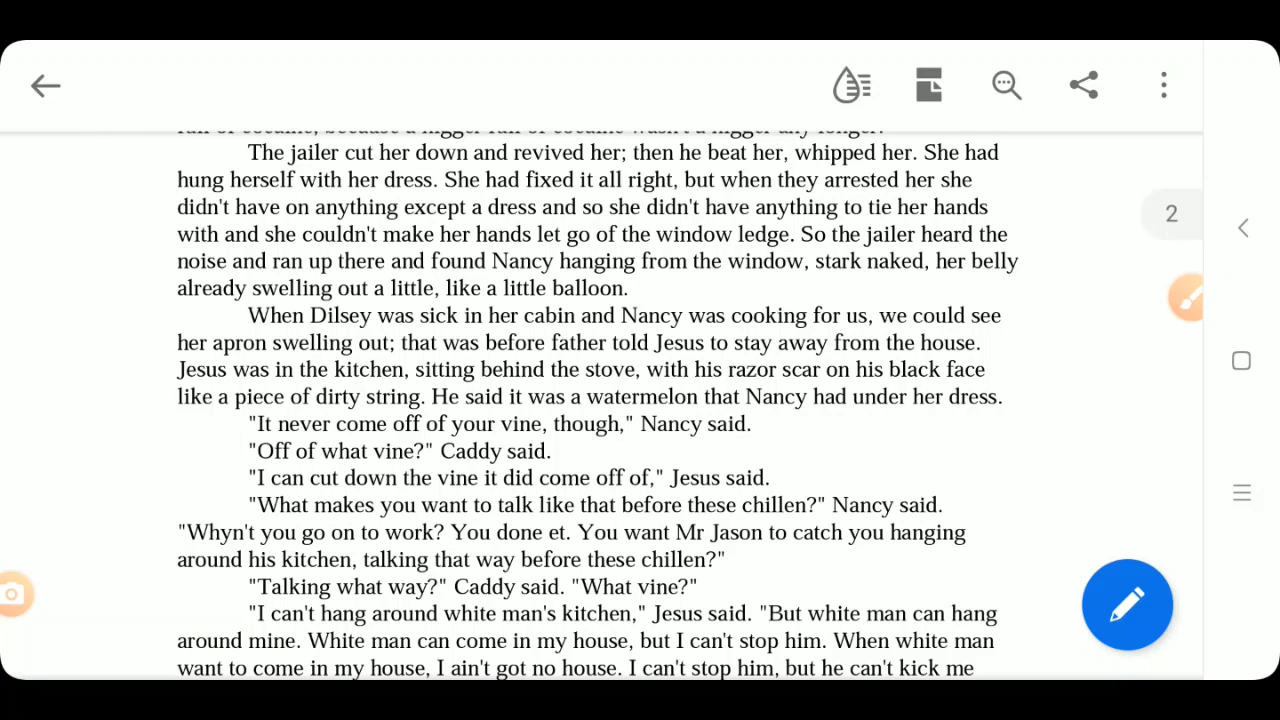 2
The jailer cut her down and revived her; then he beat her, whipped her. She had
hung herself with her dress. She had fixed it all right, but when they arrested her she
didn't have on anything except a dress and so she didn't have anything to tie her hands
with and she couldn't make her hands let go of the window ledge. So the jailer heard the
noise and ran up there and found Nancy hanging from the window, stark naked, her belly
already swelling out a little, like a little balloon.
When Dilsey was sick in her cabin and Nancy was cooking for us, we could see
her apron swelling out; that was before father told Jesus to stay away from the house.
Jesus was in the kitchen, sitting behind the stove, with his razor scar on his black face
like a piece of dirty string. He said it was a watermelon that Nancy had under her dress.
"It never come off of your vine, though," Nancy said.
"Off of what vine?" Caddy said.
"I can cut down the vine it did come off of," Jesus said.
"What makes you want to talk like that before these chillen?" Nancy said.
"Whyn't you go on to work? You done et. You want Mr Jason to catch you hanging
around his kitchen, talking that way before these chillen?"
"Talking what way?" Caddy said. "What vine?"
"I can't hang around white man's kitchen," Jesus said. "But white man can hang
around mine. White man can come in my house, but I can't stop him. When white man
want to come in my house, I ain't got no house. I can't stop him, but he can't kick me